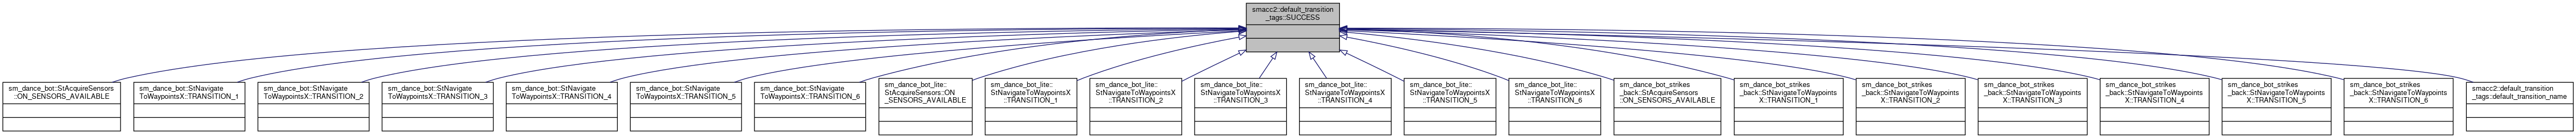 smacc2::default_transition
_tags::SUCCESS
sm_dance_bot::StAcquireSensors
::ON_SENSORS_AVAILABLE
sm_dance_bot::StNavigate
ToWaypointsX::TRANSITION_1
sm_dance_bot::StNavigate
ToWaypointsX::TRANSITION_2
sm_dance_bot::StNavigate
ToWaypointsX::TRANSITION_3
sm_dance_bot::StNavigate
ToWaypointsX::TRANSITION_4
sm_dance_bot::StNavigate
ToWaypointsX::TRANSITION_5
sm_dance_bot::StNavigate
ToWaypointsX::TRANSITION_6
sm_dance_bot_lite::
StAcquireSensors::ON
_SENSORS_AVAILABLE
sm_dance_bot_lite::
StNavigateToWaypointsX
::TRANSITION_1
sm_dance_bot_lite::
StNavigateToWaypointsX
::TRANSITION_2
sm_dance_bot_lite::
StNavigateToWaypointsX
::TRANSITION_3
sm_dance_bot_lite::
StNavigateToWaypointsX
::TRANSITION_4
sm_dance_bot_lite::
StNavigateToWaypointsX
::TRANSITION_5
sm_dance_bot_lite::
StNavigateToWaypointsX
::TRANSITION_6
sm_dance_bot_strikes
_back::StAcquireSensors
::ON_SENSORS_AVAILABLE
sm_dance_bot_strikes
_back::StNavigateToWaypoints
X::TRANSITION_1
sm_dance_bot_strikes
_back::StNavigateToWaypoints
X::TRANSITION_2
sm_dance_bot_strikes
_back::StNavigateToWaypoints
X::TRANSITION_3
sm_dance_bot_strikes
_back::StNavigateToWaypoints
X::TRANSITION_4
sm_dance_bot_strikes
_back::StNavigateToWaypoints
X::TRANSITION_5
sm_dance_bot_strikes
_back::StNavigateToWaypoints
X::TRANSITION_6
smacc2::default_transition
_tags::default_transition_name